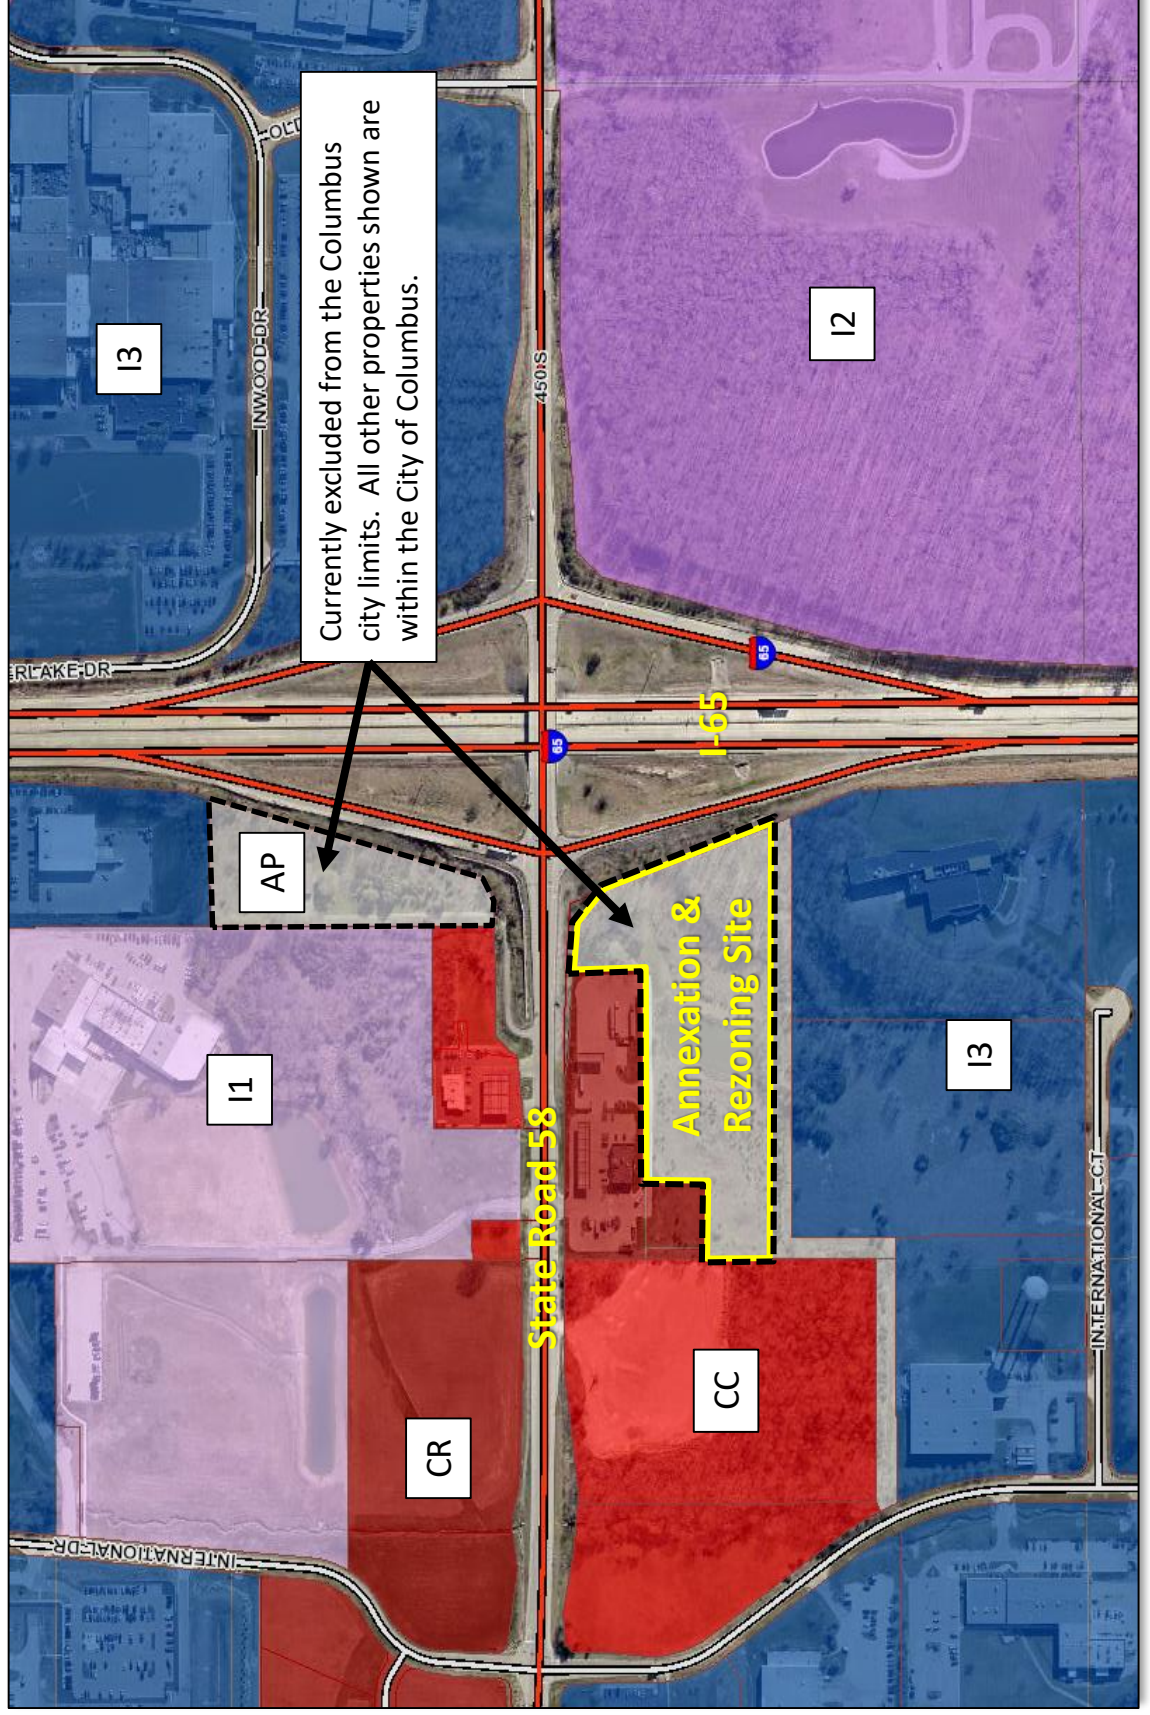 ERLAKE DR
I3
INTERNATIONAL DR
I1
INWOOD DR
AP
OLD
Currently excluded from the Columbus
city limits. All other properties shown are
within the City of Columbus.
CR
State Road 58
450 S
65
Annexation &
Rezoning Site
I-65
CC
65
I2
I3
INTERNATIONAL CT